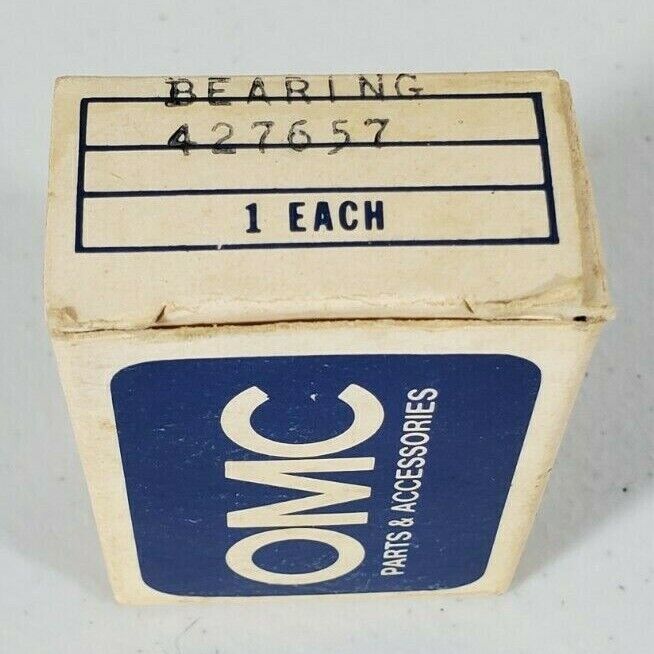 BEARING
427657
1 EACH
OMC
PARTS & ACCESSORIES